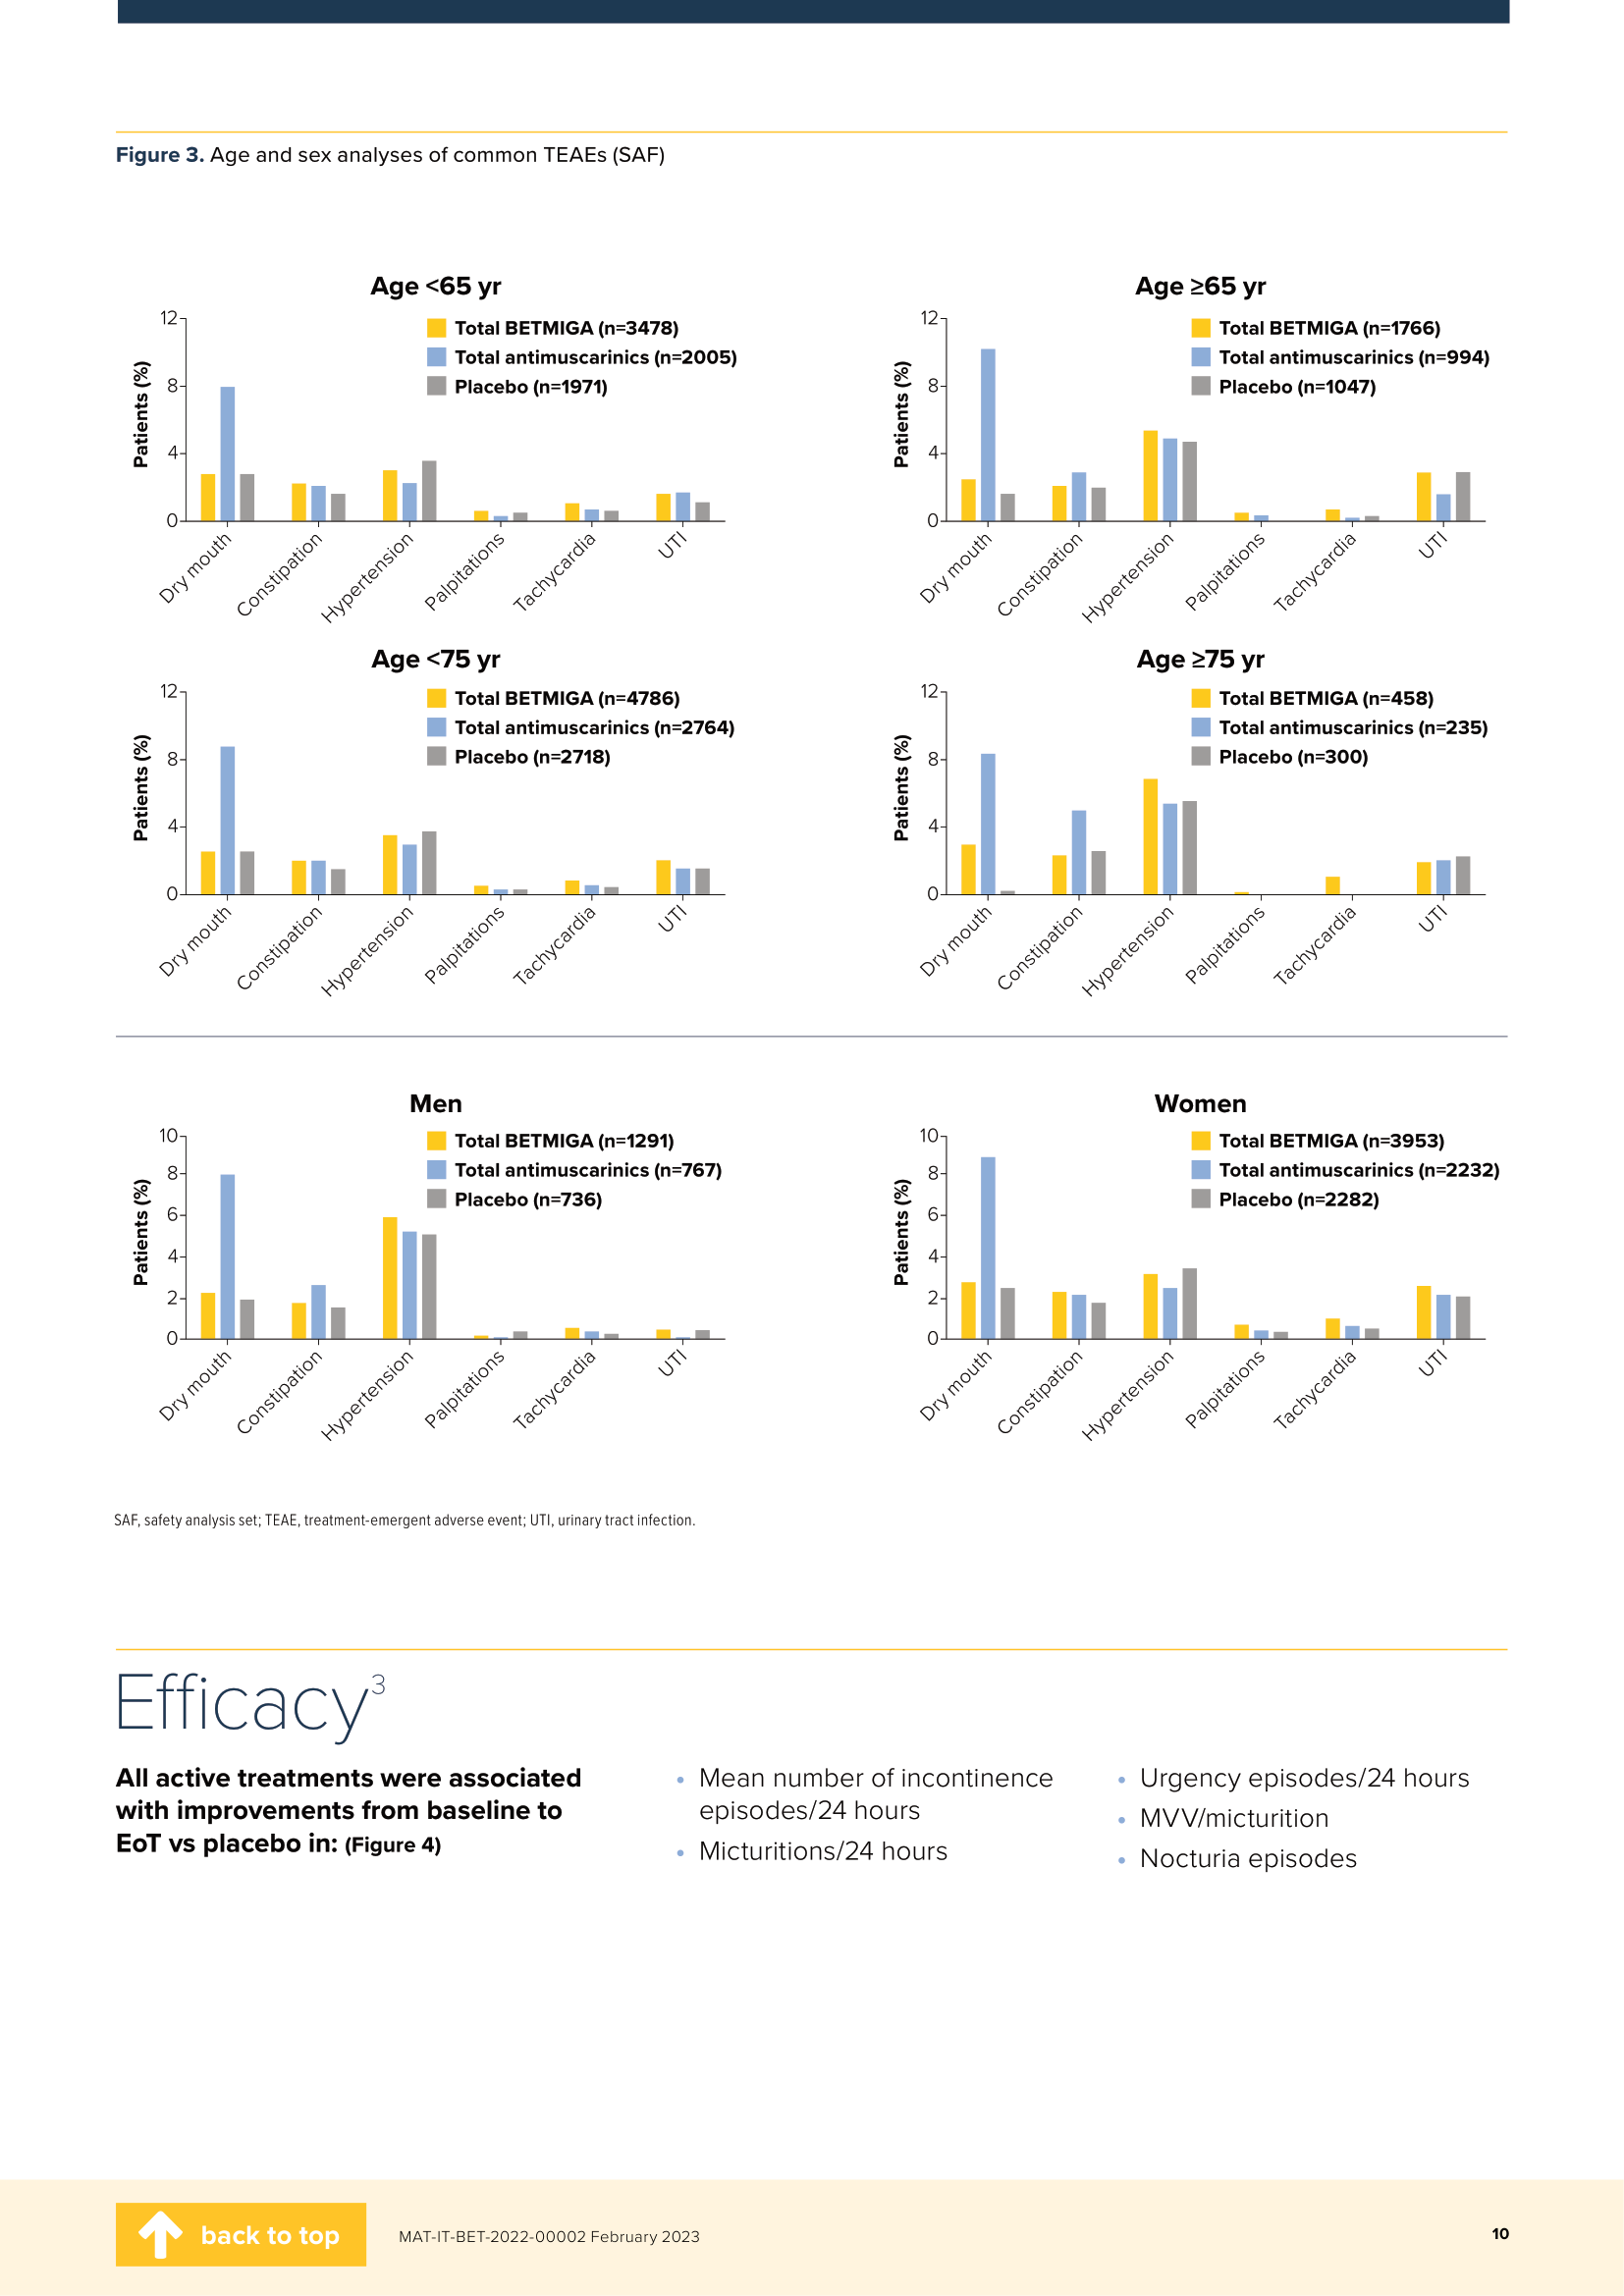 Figure 3. Age and sex analyses of common TEAEs (SAF)
Age <65 yr
Total BETMIGA (n=3478)
Total antimuscarinics (n=2005)
Placebo (n=1971)
Patients (%)
12
8
4
0
Dry mouth
Constipation
Hypertension
Palpitations
Tachycardia
UTI
Age ≥65 yr
Total BETMIGA (n=1766)
Total antimuscarinics (n=994)
Placebo (n=1047)
Patients (%)
12
8
4
0
Dry mouth
Constipation
Hypertension
Palpitations
Tachycardia
UTI
Age <75 yr
Total BETMIGA (n=4786)
Total antimuscarinics (n=2764)
Placebo (n=2718)
Patients (%)
12
8
4
0
Dry mouth
Constipation
Hypertension
Palpitations
Tachycardia
UTI
Age ≥75 yr
Total BETMIGA (n=458)
Total antimuscarinics (n=235)
Placebo (n=300)
Patients (%)
12
8
4
0
Dry mouth
Constipation
Hypertension
Palpitations
Tachycardia
UTI
Men
Total BETMIGA (n=1291)
Total antimuscarinics (n=767)
Placebo (n=736)
Patients (%)
10
8
6
4
2
0
Dry mouth
Constipation
Hypertension
Palpitations
Tachycardia
UTI
Women
Total BETMIGA (n=3953)
Total antimuscarinics (n=2232)
Placebo (n=2282)
Patients (%)
10
8
6
4
2
0
Dry mouth
Constipation
Hypertension
Palpitations
Tachycardia
UTI
SAF, safety analysis set; TEAE, treatment-emergent adverse event; UTI, urinary tract infection.
Efficacy³
All active treatments were associated
with improvements from baseline to
EoT vs placebo in: (Figure 4)
• Mean number of incontinence
episodes/24 hours
• Micturitions/24 hours
• Urgency episodes/24 hours
• MVV/micturition
• Nocturia episodes
back to top
MAT-IT-BET-2022-00002 February 2023
10